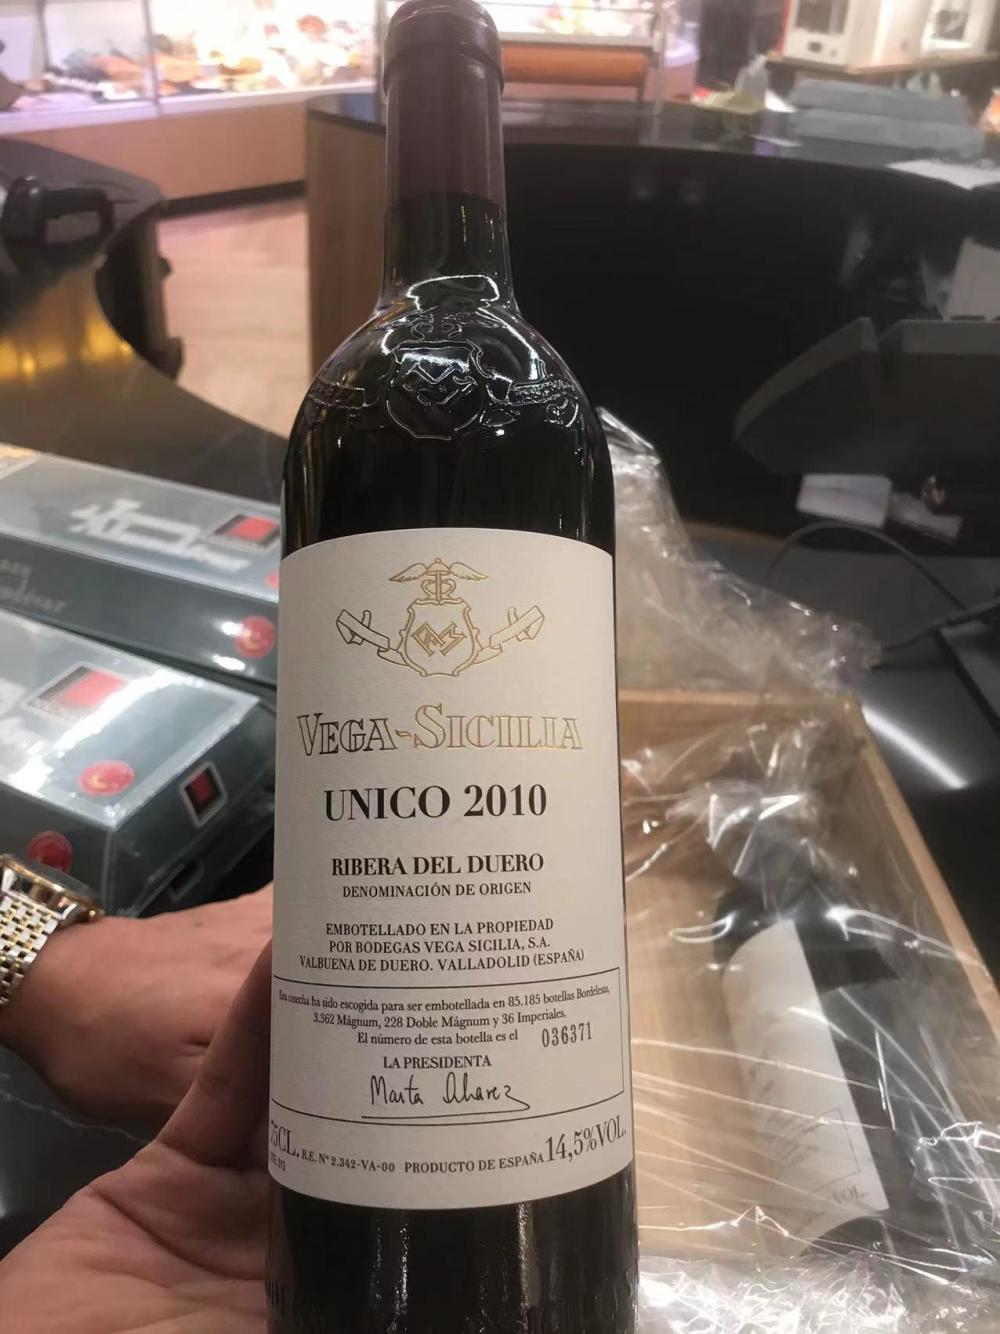 VEGA-SICILIA
UNICO 2010
RIBERA DEL DUERO
DENOMINACIÓN DE ORIGEN
EMBOTELLADO EN LA PROPIEDAD
POR BODEGAS VEGA SICILIA, S.A.
VALBUENA DE DUERO. VALLADOLID (ESPAÑA)
Esta cosecha ha sido escogida para ser embotellada en 85.185 botellas Bordelesas,
3.362 Mágnum, 228 Doble Mágnum y 36 Imperiales.
El número de esta botella es el 036371
LA PRESIDENTA
Marta Alvarez
75CL. R.E. Nº 2.342-VA-00 PRODUCTO DE ESPAÑA 14,5%VOL.
VOL.